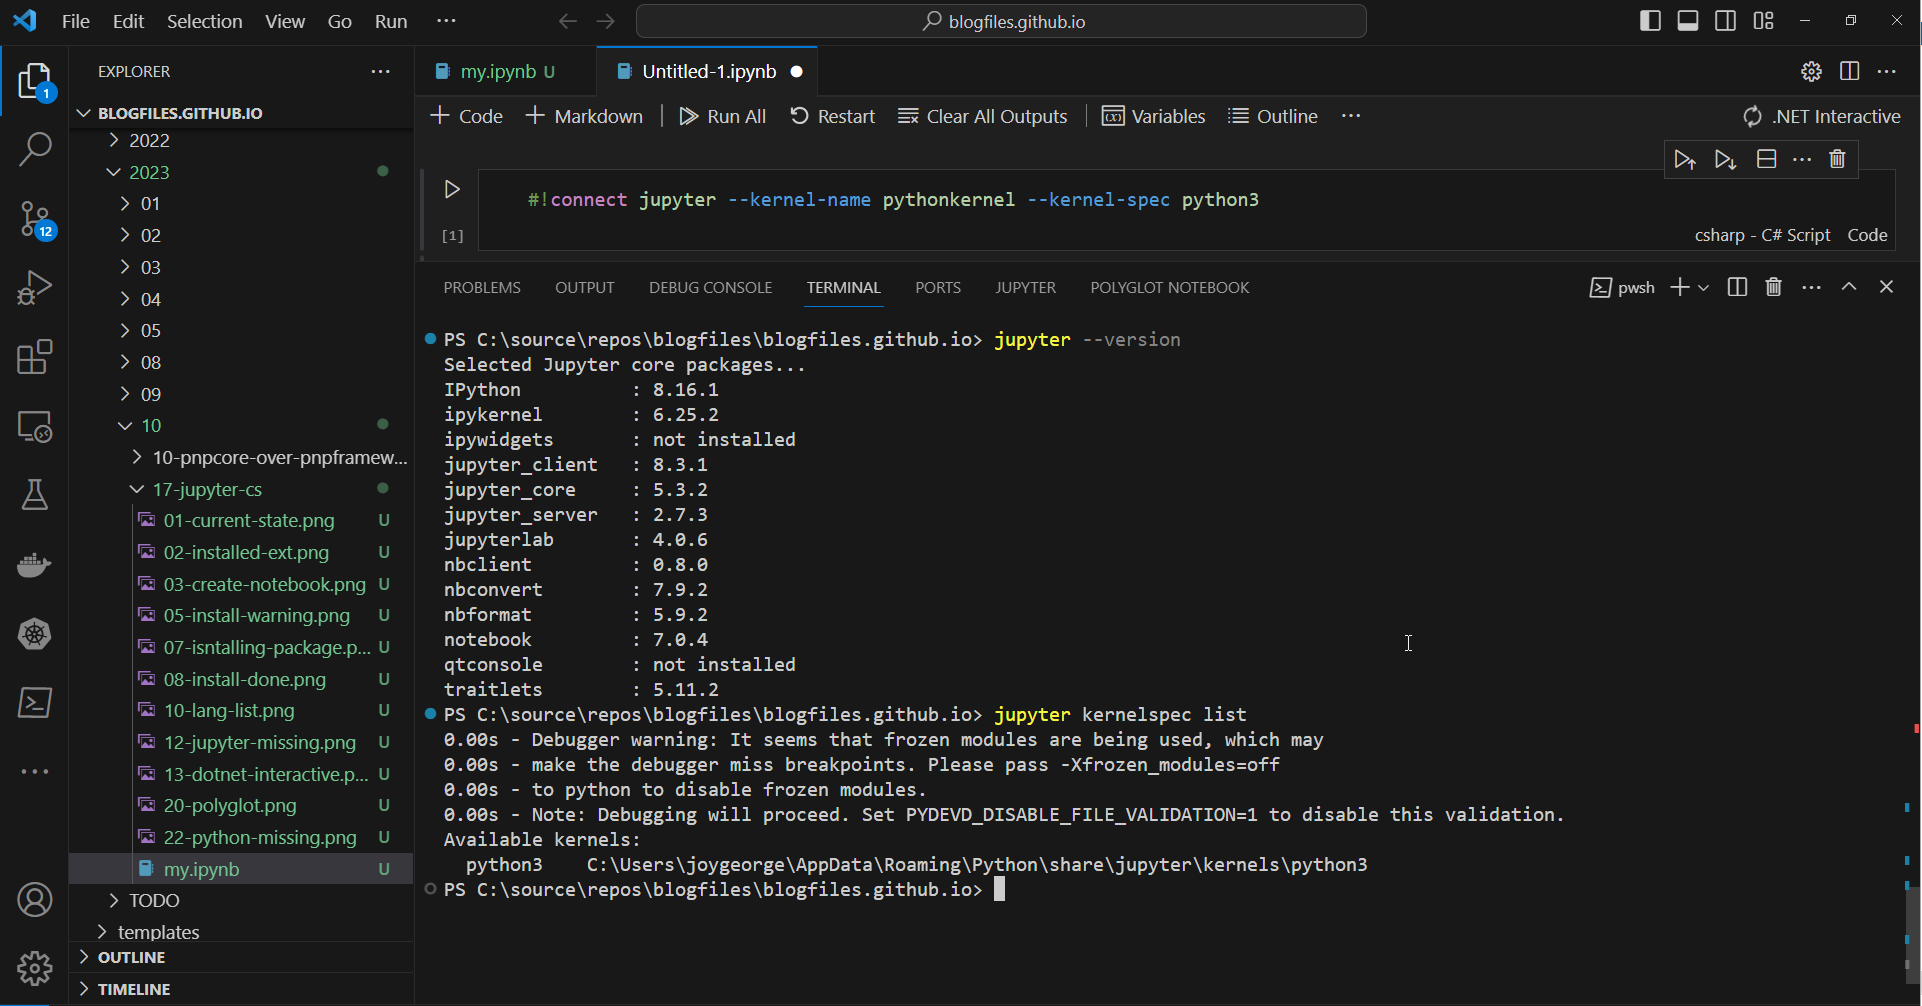 File Edit Selection View Go Run ···
blogfiles.github.io
EXPLORER
1
BLOGFILES.GITHUB.IO
2022
2023
01
02
03
04
05
08
09
10
10-pnpcore-over-pnpframew...
17-jupyter-cs
01-current-state.png U
02-installed-ext.png U
03-create-notebook.png U
05-install-warning.png U
07-isntalling-package.p... U
08-install-done.png U
10-lang-list.png U
12-jupyter-missing.png U
13-dotnet-interactive.p... U
20-polyglot.png U
22-python-missing.png U
my.ipynb U
TODO
templates
OUTLINE
TIMELINE
12
my.ipynb U
Untitled-1.ipynb
+ Code + Markdown | Run All Restart Clear All Outputs | Variables Outline ···
.NET Interactive
#!connect jupyter --kernel-name pythonkernel --kernel-spec python3
[1]
csharp - C# Script Code
PROBLEMS OUTPUT DEBUG CONSOLE TERMINAL PORTS JUPYTER POLYGLOT NOTEBOOK
pwsh
PS C:\source\repos\blogfiles\blogfiles.github.io> jupyter --version
Selected Jupyter core packages...
IPython : 8.16.1
ipykernel : 6.25.2
ipywidgets : not installed
jupyter_client : 8.3.1
jupyter_core : 5.3.2
jupyter_server : 2.7.3
jupyterlab : 4.0.6
nbclient : 0.8.0
nbconvert : 7.9.2
nbformat : 5.9.2
notebook : 7.0.4
qtconsole : not installed
traitlets : 5.11.2
PS C:\source\repos\blogfiles\blogfiles.github.io> jupyter kernelspec list
0.00s - Debugger warning: It seems that frozen modules are being used, which may
0.00s - make the debugger miss breakpoints. Please pass -Xfrozen_modules=off
0.00s - to python to disable frozen modules.
0.00s - Note: Debugging will proceed. Set PYDEVD_DISABLE_FILE_VALIDATION=1 to disable this validation.
Available kernels:
python3 C:\Users\joygeorge\AppData\Roaming\Python\share\jupyter\kernels\python3
PS C:\source\repos\blogfiles\blogfiles.github.io>